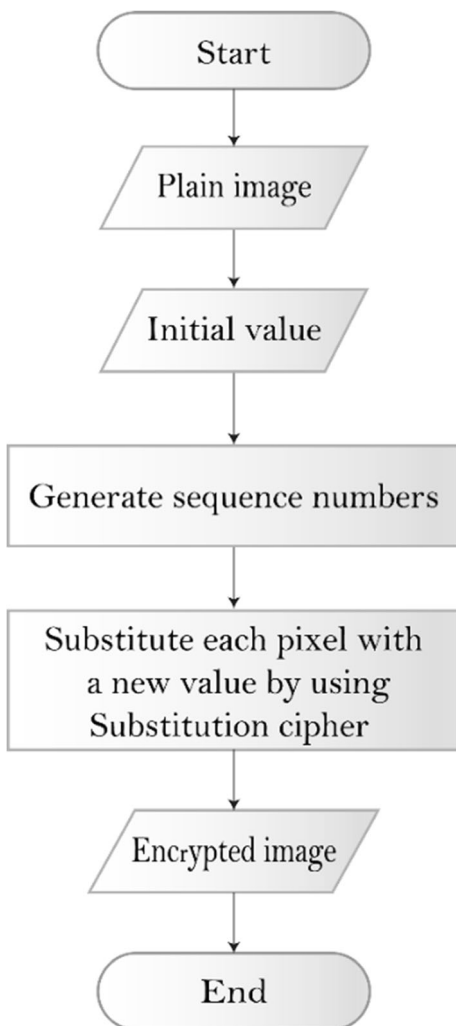 Start
Plain image
Initial value
Generate sequence numbers
Substitute each pixel with
a new value by using
Substitution cipher
Encrypted image
End